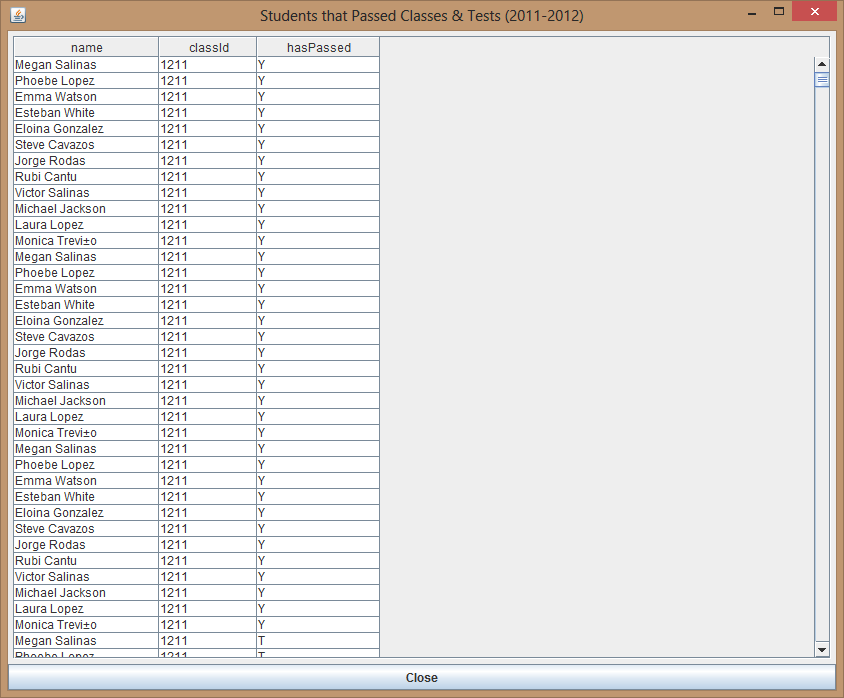 Students that Passed Classes & Tests (2011-2012)
name classId hasPassed
Megan Salinas 1211 Y
Phoebe Lopez 1211 Y
Emma Watson 1211 Y
Esteban White 1211 Y
Eloina Gonzalez 1211 Y
Steve Cavazos 1211 Y
Jorge Rodas 1211 Y
Rubi Cantu 1211 Y
Victor Salinas 1211 Y
Michael Jackson 1211 Y
Laura Lopez 1211 Y
Monica Trevi±o 1211 Y
Megan Salinas 1211 Y
Phoebe Lopez 1211 Y
Emma Watson 1211 Y
Esteban White 1211 Y
Eloina Gonzalez 1211 Y
Steve Cavazos 1211 Y
Jorge Rodas 1211 Y
Rubi Cantu 1211 Y
Victor Salinas 1211 Y
Michael Jackson 1211 Y
Laura Lopez 1211 Y
Monica Trevi±o 1211 Y
Megan Salinas 1211 Y
Phoebe Lopez 1211 Y
Emma Watson 1211 Y
Esteban White 1211 Y
Eloina Gonzalez 1211 Y
Steve Cavazos 1211 Y
Jorge Rodas 1211 Y
Rubi Cantu 1211 Y
Victor Salinas 1211 Y
Michael Jackson 1211 Y
Laura Lopez 1211 Y
Monica Trevi±o 1211 Y
Megan Salinas 1211 T
Phoebe Lopez 1211 T
Close